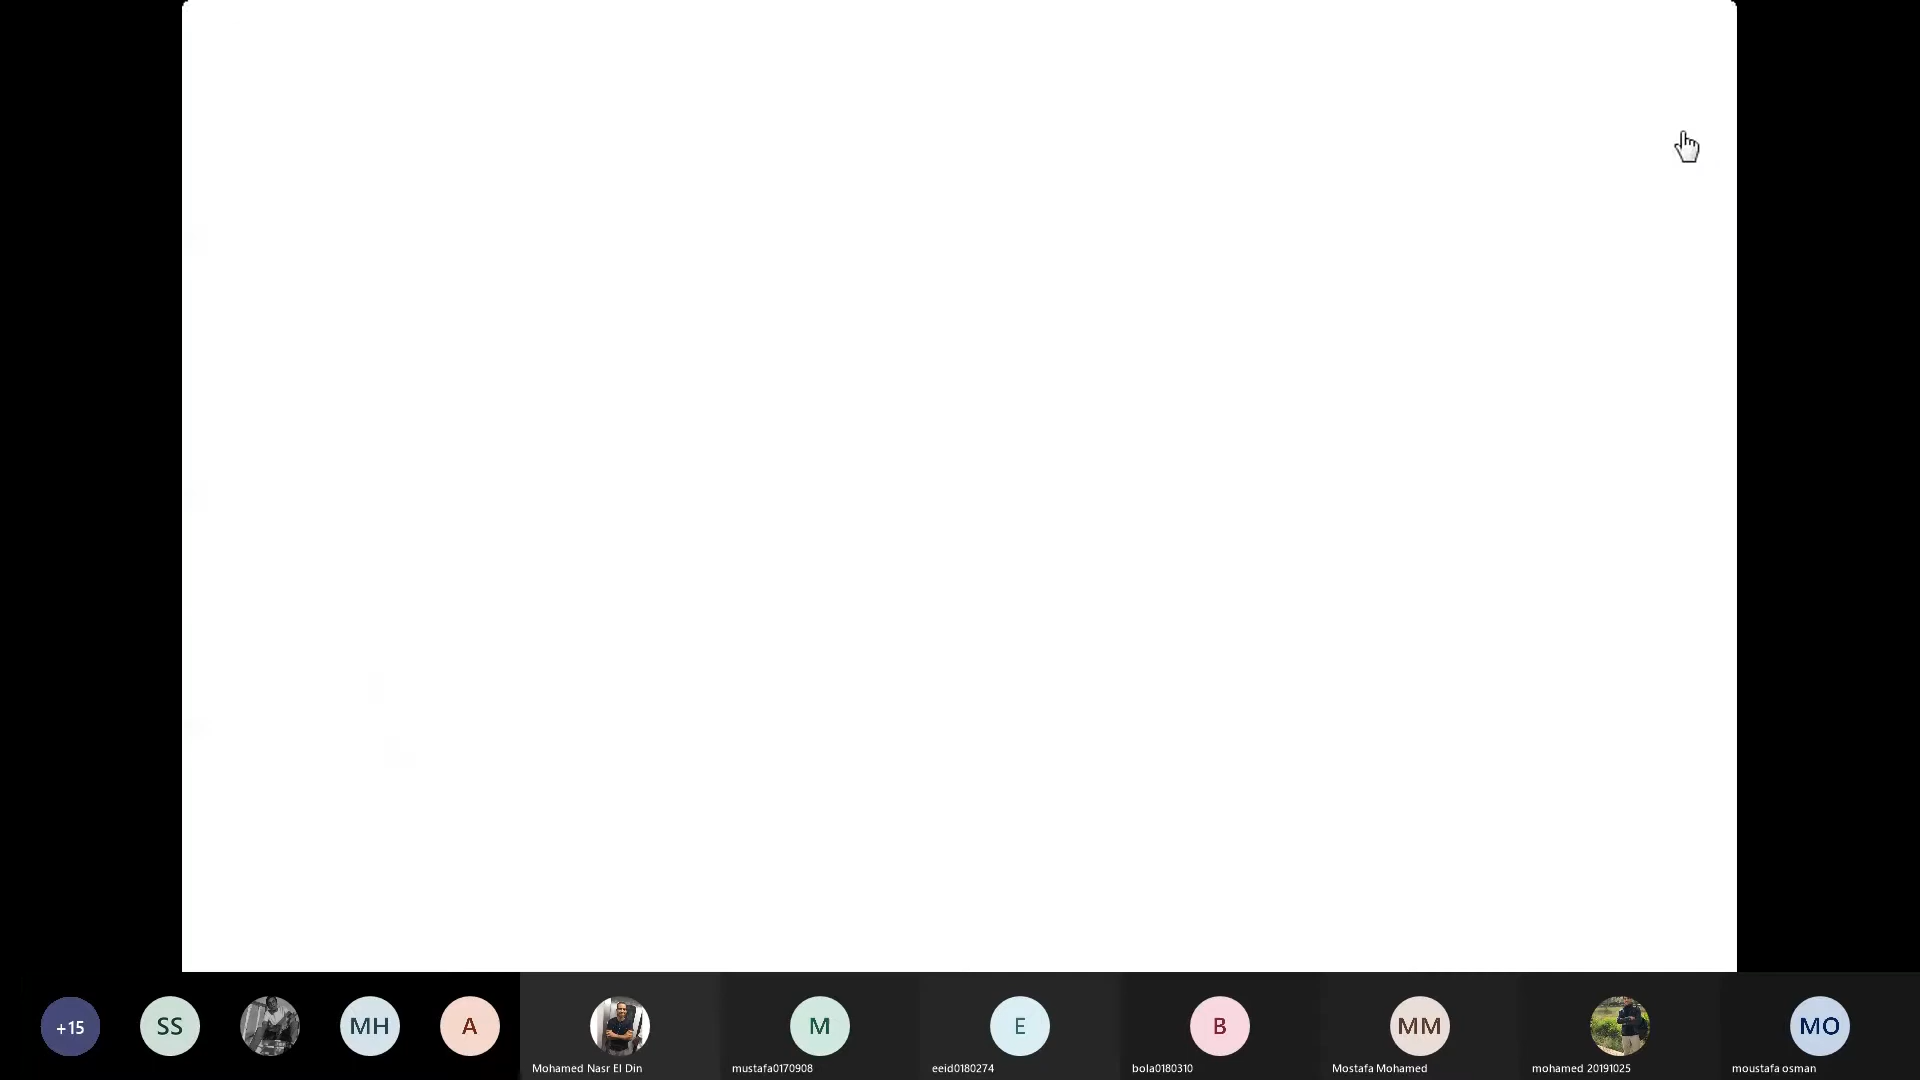 +15
SS
MH
A
M
E
B
MM
MO
Mohamed Nasr El Din
mustafa0170908
eeid0180274
bola0180310
Mostafa Mohamed
mohamed 20191025
moustafa osman